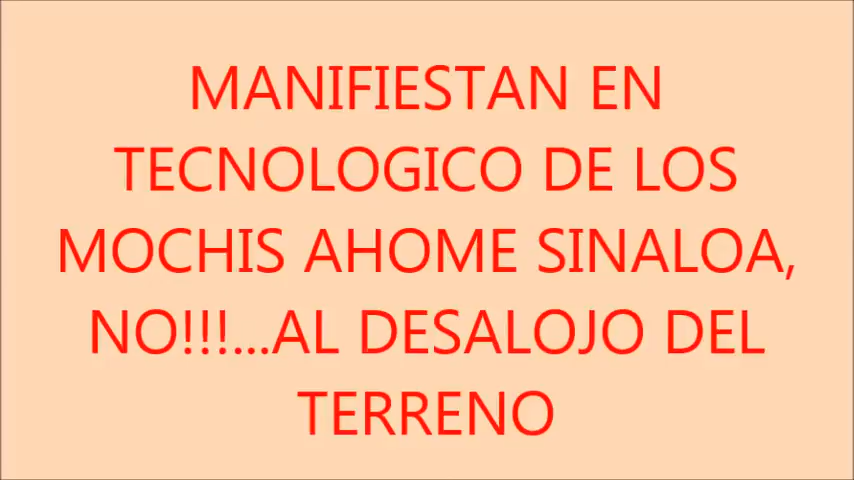 MANIFIESTAN EN
TECNOLOGICO DE LOS
MOCHIS AHOME SINALOA,
NO!!!...AL DESALOJO DEL
TERRENO